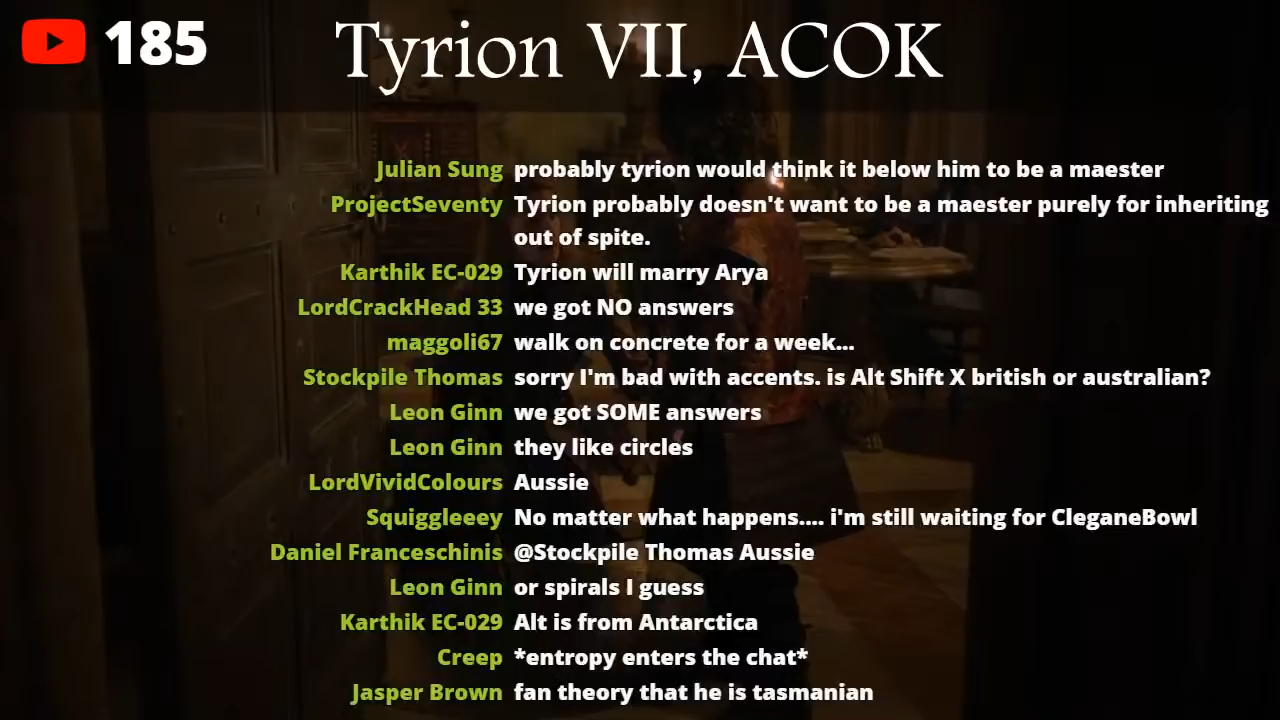 185
Tyrion VII, ACOK
Julian Sung probably tyrion would think it below him to be a maester
ProjectSeventy Tyrion probably doesn't want to be a maester purely for inheriting
out of spite.
Karthik EC-029 Tyrion will marry Arya
LordCrackHead 33 we got NO answers
maggoli67 walk on concrete for a week...
Stockpile Thomas sorry I'm bad with accents. is Alt Shift X british or australian?
Leon Ginn we got SOME answers
Leon Ginn they like circles
LordVividColours Aussie
Squiggleeey No matter what happens.... i'm still waiting for CleganeBowl
Daniel Franceschinis @Stockpile Thomas Aussie
Leon Ginn or spirals I guess
Karthik EC-029 Alt is from Antarctica
Creep *entropy enters the chat*
Jasper Brown fan theory that he is tasmanian